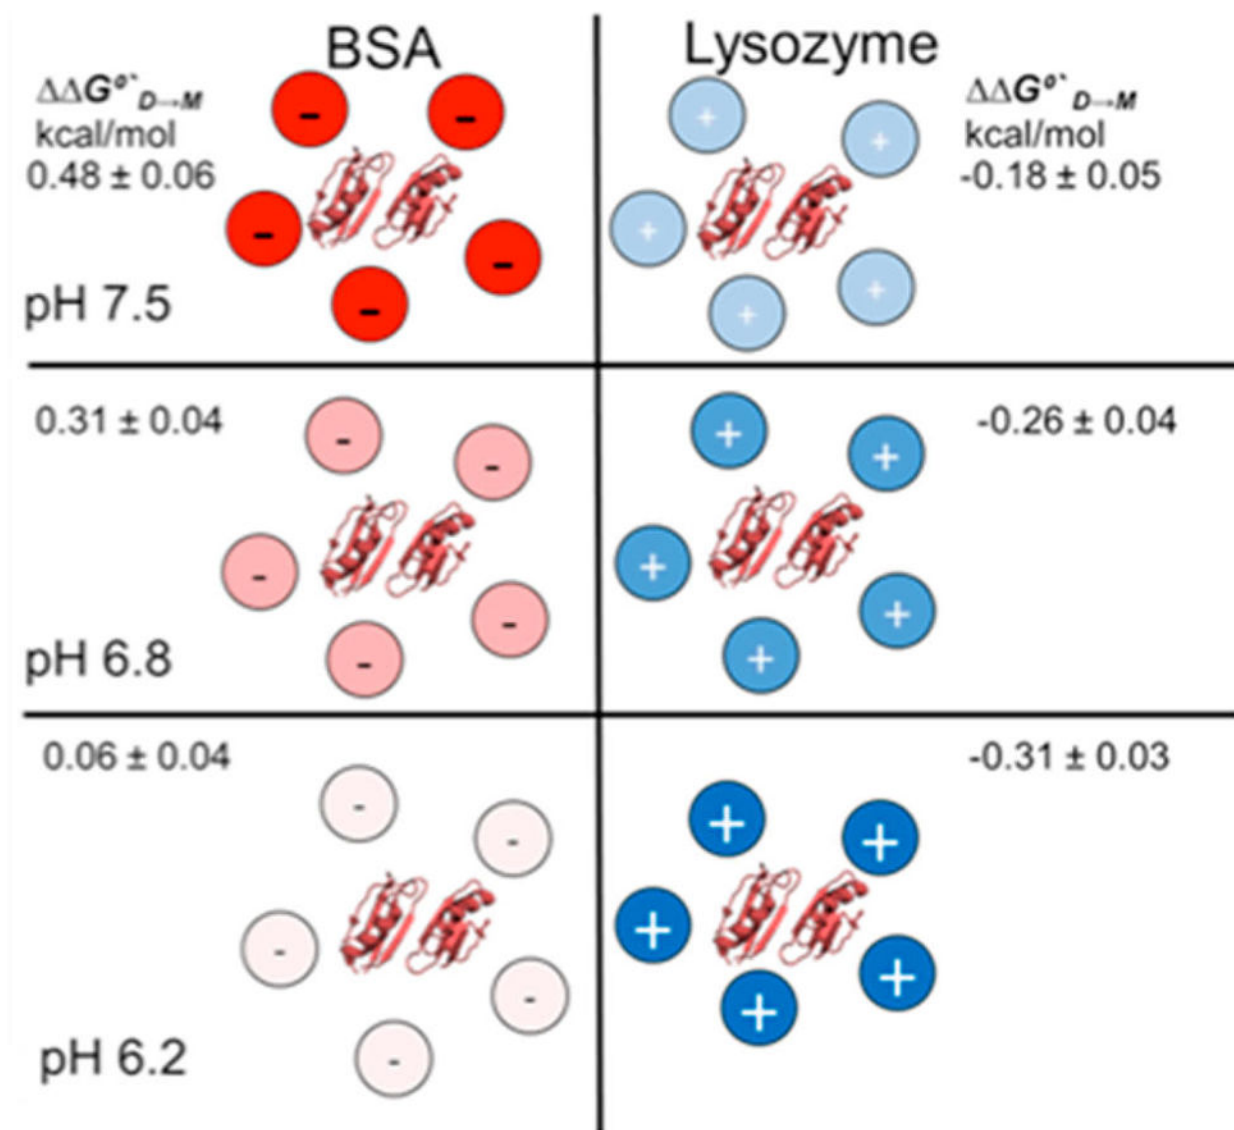 BSA
Lysozyme
ΔΔG°` D→M
kcal/mol
0.48 ± 0.06
- - - - -
pH 7.5
+ + + + +
ΔΔG°` D→M
kcal/mol
-0.18 ± 0.05
0.31 ± 0.04
- - - - -
pH 6.8
+ + + + +
-0.26 ± 0.04
0.06 ± 0.04
- - - - -
pH 6.2
+ + + + +
-0.31 ± 0.03